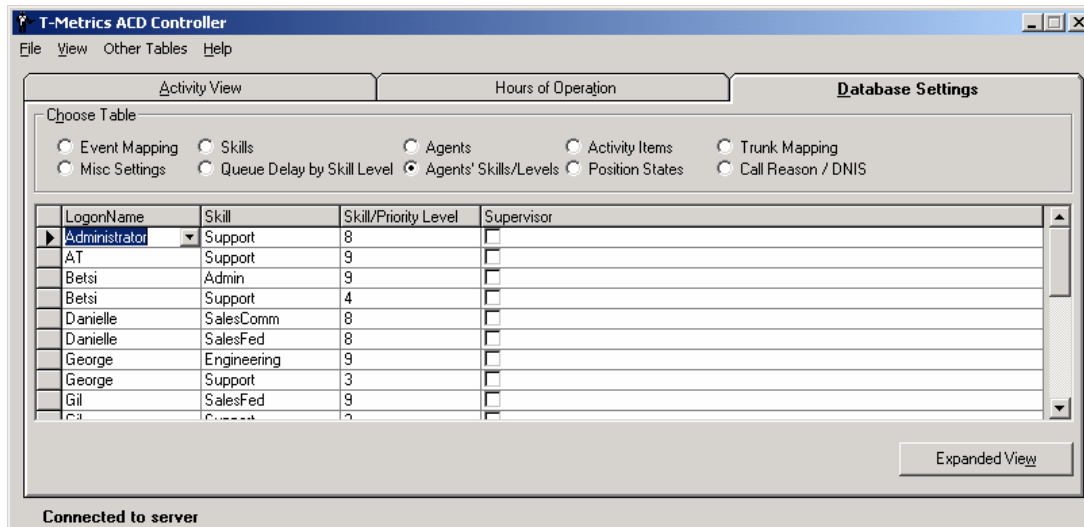 T-Metrics ACD Controller
File View Other Tables Help
Activity View Hours of Operation Database Settings
Choose Table
Event Mapping Skills Agents Activity Items Trunk Mapping
Misc Settings Queue Delay by Skill Level Agents' Skills/Levels Position States Call Reason / DNIS
LogonName Skill Skill/Priority Level Supervisor
Administrator Support 8
AT Support 9
Betsi Admin 9
Betsi Support 4
Danielle SalesComm 8
Danielle SalesFed 8
George Engineering 9
George Support 3
Gil SalesFed 9
Expanded View
Connected to server